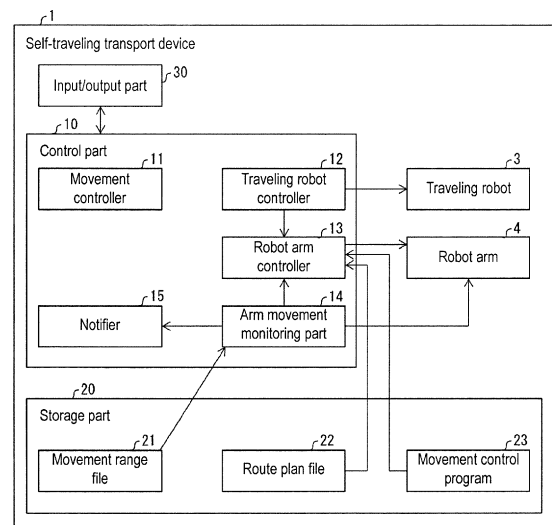 1
Self-traveling transport device
30
Input/output part
10
Control part
11
Movement
controller
12
Traveling robot
controller
3
Traveling robot
13
Robot arm
controller
4
Robot arm
15
Notifier
14
Arm movement
monitoring part
20
Storage part
21
Movement range
file
22
Route plan file
23
Movement control
program